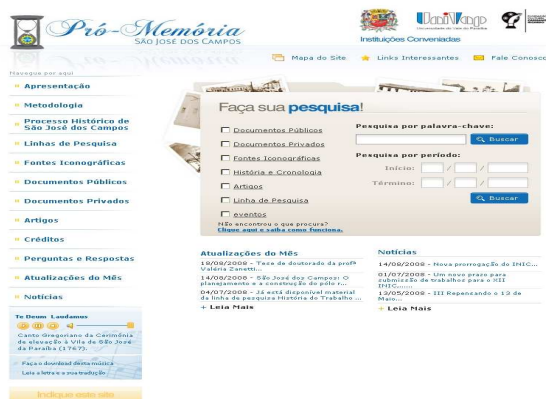 Pró-Memória
SÃO JOSÉ DOS CAMPOS
UniVap
Universidade do Vale do Paraíba
Instituições Conveniadas
Mapa do Site
Links Interessantes
Fale Conosco
Navegue por aqui
Apresentação
Metodologia
Processo Histórico de
São José dos Campos
Linhas de Pesquisa
Fontes Iconográficas
Documentos Públicos
Documentos Privados
Artigos
Créditos
Perguntas e Respostas
Atualizações do Mês
Notícias
Te Deum Laudamus
Canto Gregoriano da Cerimônia
de elevação à Vila de São José
da Paraíba (1767).
Faça o download desta música
Leia a letra e a sua tradução
Indique este site
Faça sua pesquisa!
Documentos Públicos
Documentos Privados
Fontes Iconográficas
História e Cronologia
Artigos
Linha de Pesquisa
eventos
Não encontrou o que procura?
Clique aqui e saiba como funciona.
Pesquisa por palavra-chave:
Buscar
Pesquisa por período:
Início: / /
Término: / /
Buscar
Atualizações do Mês
18/08/2008 - Tese de doutorado da profª
Valéria Zanetti...
14/08/2008 - São José dos Campos: O
planejamento e a construção do pólo r...
04/07/2008 - Já está disponível material
da linha de pesquisa História do Trabalho ...
+ Leia Mais
Notícias
14/08/2008 - Nova prorrogação do INIC...
01/07/2008 - Um novo prazo para
submissão de trabalhos para o XII
INIC.......
13/05/2008 - III Repensando o 13 de
Maio...
+ Leia Mais